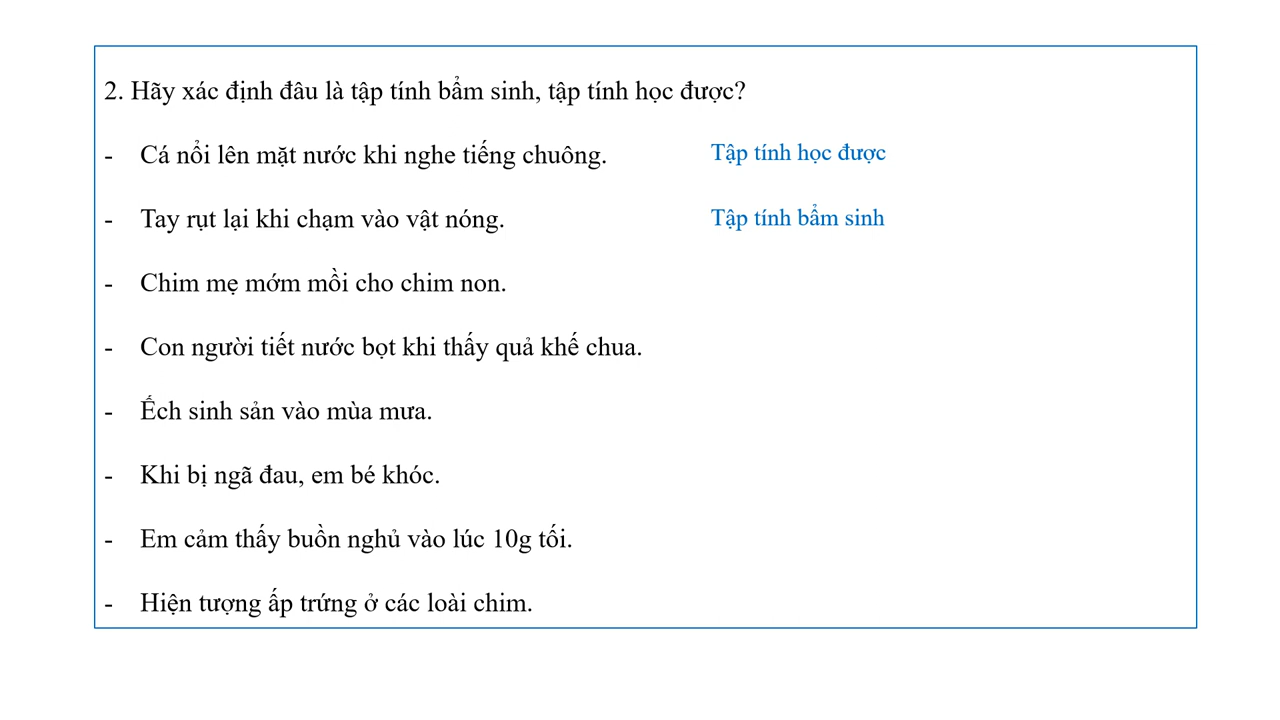 2. Hãy xác định đâu là tập tính bẩm sinh, tập tính học được?
- Cá nổi lên mặt nước khi nghe tiếng chuông. Tập tính học được
- Tay rụt lại khi chạm vào vật nóng. Tập tính bẩm sinh
- Chim mẹ mớm mồi cho chim non.
- Con người tiết nước bọt khi thấy quả khế chua.
- Ếch sinh sản vào mùa mưa.
- Khi bị ngã đau, em bé khóc.
- Em cảm thấy buồn nghủ vào lúc 10g tối.
- Hiện tượng ấp trứng ở các loài chim.